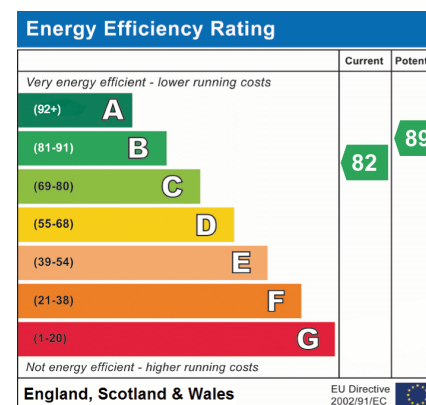 Energy Efficiency Rating
Current Potent
Very energy efficient - lower running costs
(92+) A
(81-91) B
89
82
(69-80) C
(55-68) D
(39-54) E
(21-38) F
(1-20) G
Not energy efficient - higher running costs
England, Scotland & Wales
EU Directive
2002/91/EC